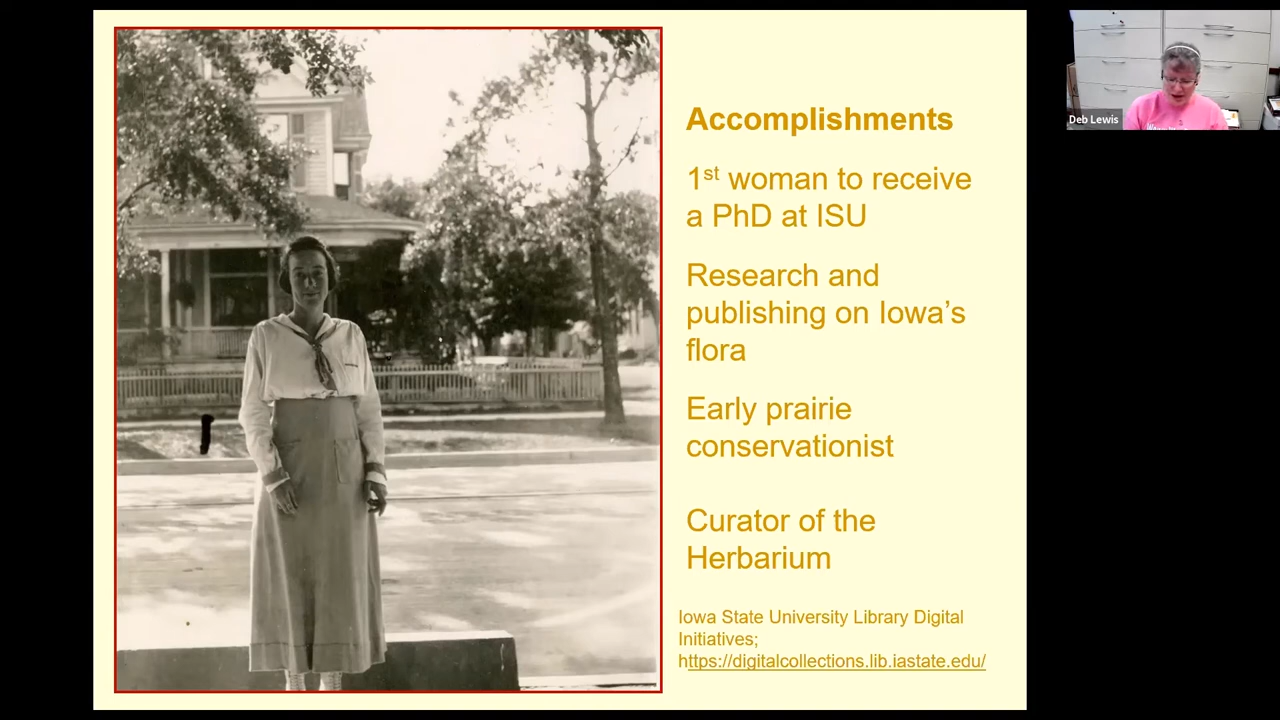 Accomplishments
1st woman to receive
a PhD at ISU
Research and
publishing on Iowa's
flora
Early prairie
conservationist
Curator of the
Herbarium
Iowa State University Library Digital
Initiatives;
https://digitalcollections.lib.iastate.edu/
Deb Lewis